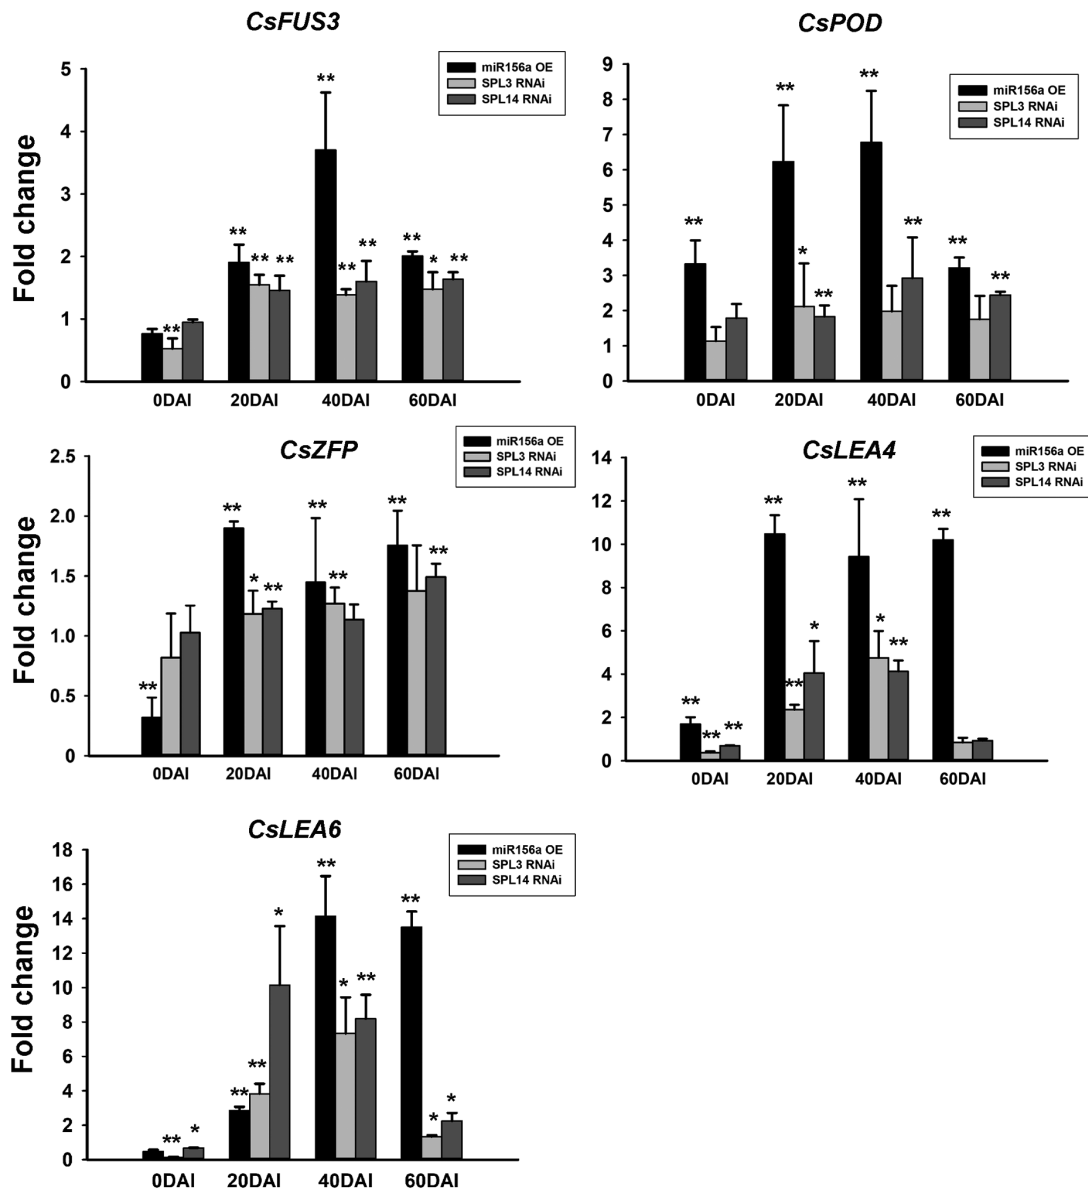 CsFUS3
Fold change
5
4
3
2
1
0
miR156a OE
SPL3 RNAi
SPL14 RNAi
** ** ** ** ** ** ** ** ** * **
0DAI 20DAI 40DAI 60DAI
CsPOD
9
8
7
6
5
4
3
2
1
0
miR156a OE
SPL3 RNAi
SPL14 RNAi
** ** * ** ** ** ** **
0DAI 20DAI 40DAI 60DAI
CsZFP
Fold change
2.5
2.0
1.5
1.0
0.5
0
miR156a OE
SPL3 RNAi
SPL14 RNAi
** ** * ** ** ** ** **
0DAI 20DAI 40DAI 60DAI
CsLEA4
14
12
10
8
6
4
2
0
miR156a OE
SPL3 RNAi
SPL14 RNAi
** ** ** ** ** * ** * ** **
0DAI 20DAI 40DAI 60DAI
CsLEA6
Fold change
18
16
14
12
10
8
6
4
2
0
miR156a OE
SPL3 RNAi
SPL14 RNAi
** * ** ** * ** * ** ** * *
0DAI 20DAI 40DAI 60DAI